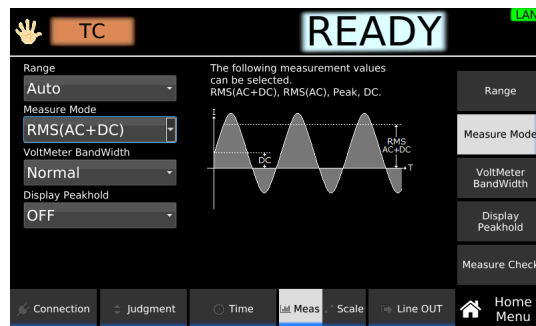 TC
READY
LAN
Range
Auto
Measure Mode
RMS(AC+DC)
VoltMeter BandWidth
Normal
Display Peakhold
OFF
The following measurement values
can be selected.
RMS(AC+DC), RMS(AC), Peak, DC.
I
DC
RMS
AC+DC
T
Range
Measure Mode
VoltMeter
BandWidth
Display
Peakhold
Measure Check
Connection
Judgment
Time
Meas
Scale
Line OUT
Home
Menu